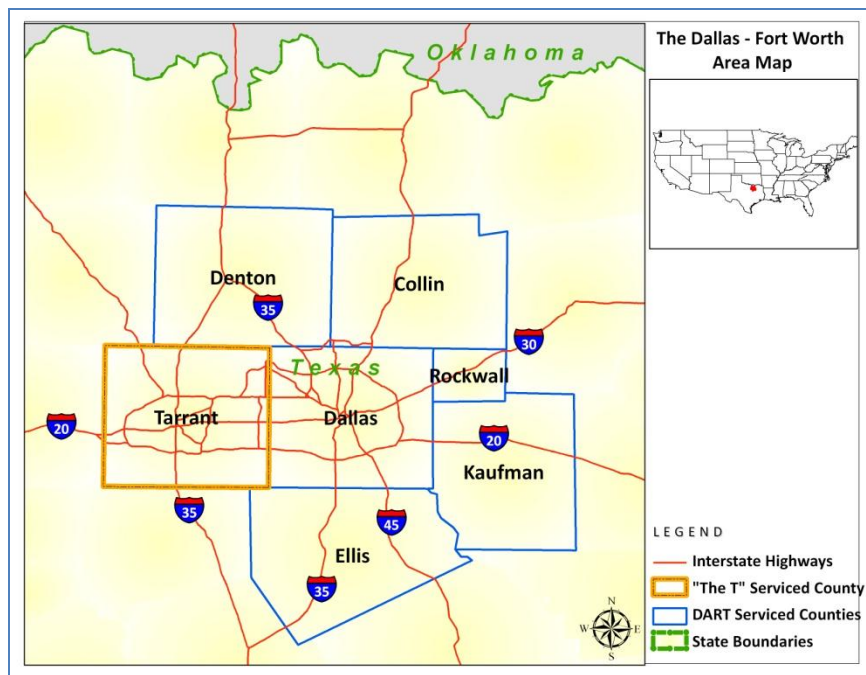 Oklahoma
Denton
Collin
35
Texas
30
Rockwall
Tarrant
Dallas
20
20
Kaufman
35
45
Ellis
35
N
W E
S
The Dallas - Fort Worth
Area Map
LEGEND
Interstate Highways
"The T" Serviced County
DART Serviced Counties
State Boundaries